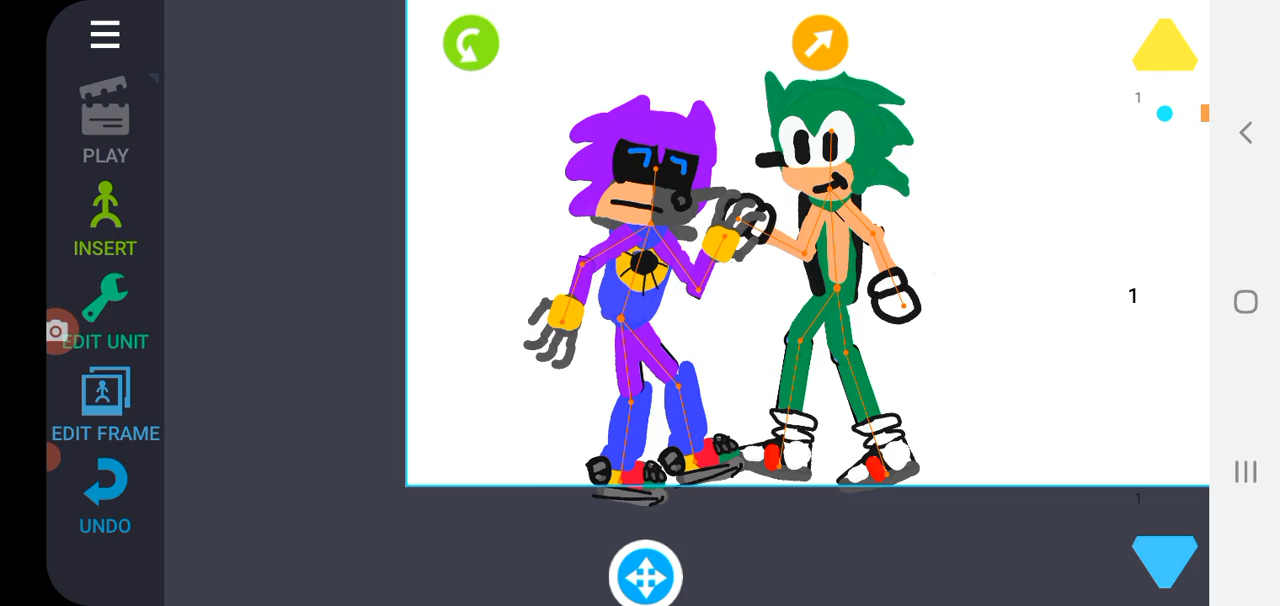 PLAY
INSERT
EDIT UNIT
EDIT FRAME
UNDO
1
1
1